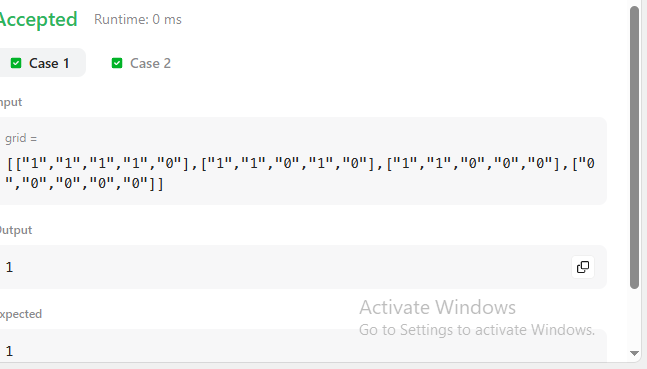 Accepted Runtime: 0 ms
Case 1 Case 2
nput
grid =
[["1","1","1","1","0"],["1","1","0","1","0"],["1","1","0","0","0"],["0
","0","0","0","0"]]
Output
1
xpected
1
Activate Windows
Go to Settings to activate Windows.